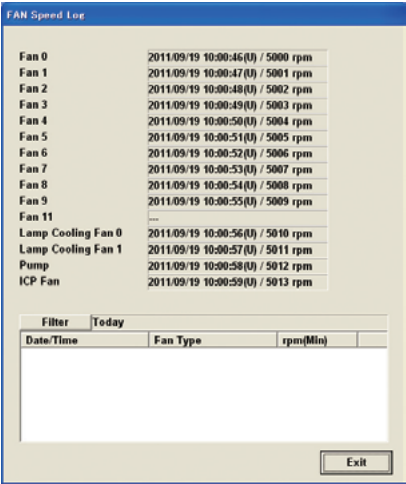 FAN Speed Log
Fan 0 2011/09/19 10:00:46(U) / 5000 rpm
Fan 1 2011/09/19 10:00:47(U) / 5001 rpm
Fan 2 2011/09/19 10:00:48(U) / 5002 rpm
Fan 3 2011/09/19 10:00:49(U) / 5003 rpm
Fan 4 2011/09/19 10:00:50(U) / 5004 rpm
Fan 5 2011/09/19 10:00:51(U) / 5005 rpm
Fan 6 2011/09/19 10:00:52(U) / 5006 rpm
Fan 7 2011/09/19 10:00:53(U) / 5007 rpm
Fan 8 2011/09/19 10:00:54(U) / 5008 rpm
Fan 9 2011/09/19 10:00:55(U) / 5009 rpm
Fan 11 ---
Lamp Cooling Fan 0 2011/09/19 10:00:56(U) / 5010 rpm
Lamp Cooling Fan 1 2011/09/19 10:00:57(U) / 5011 rpm
Pump 2011/09/19 10:00:58(U) / 5012 rpm
ICP Fan 2011/09/19 10:00:59(U) / 5013 rpm
Filter Today
Date/Time Fan Type rpm(Min)
Exit